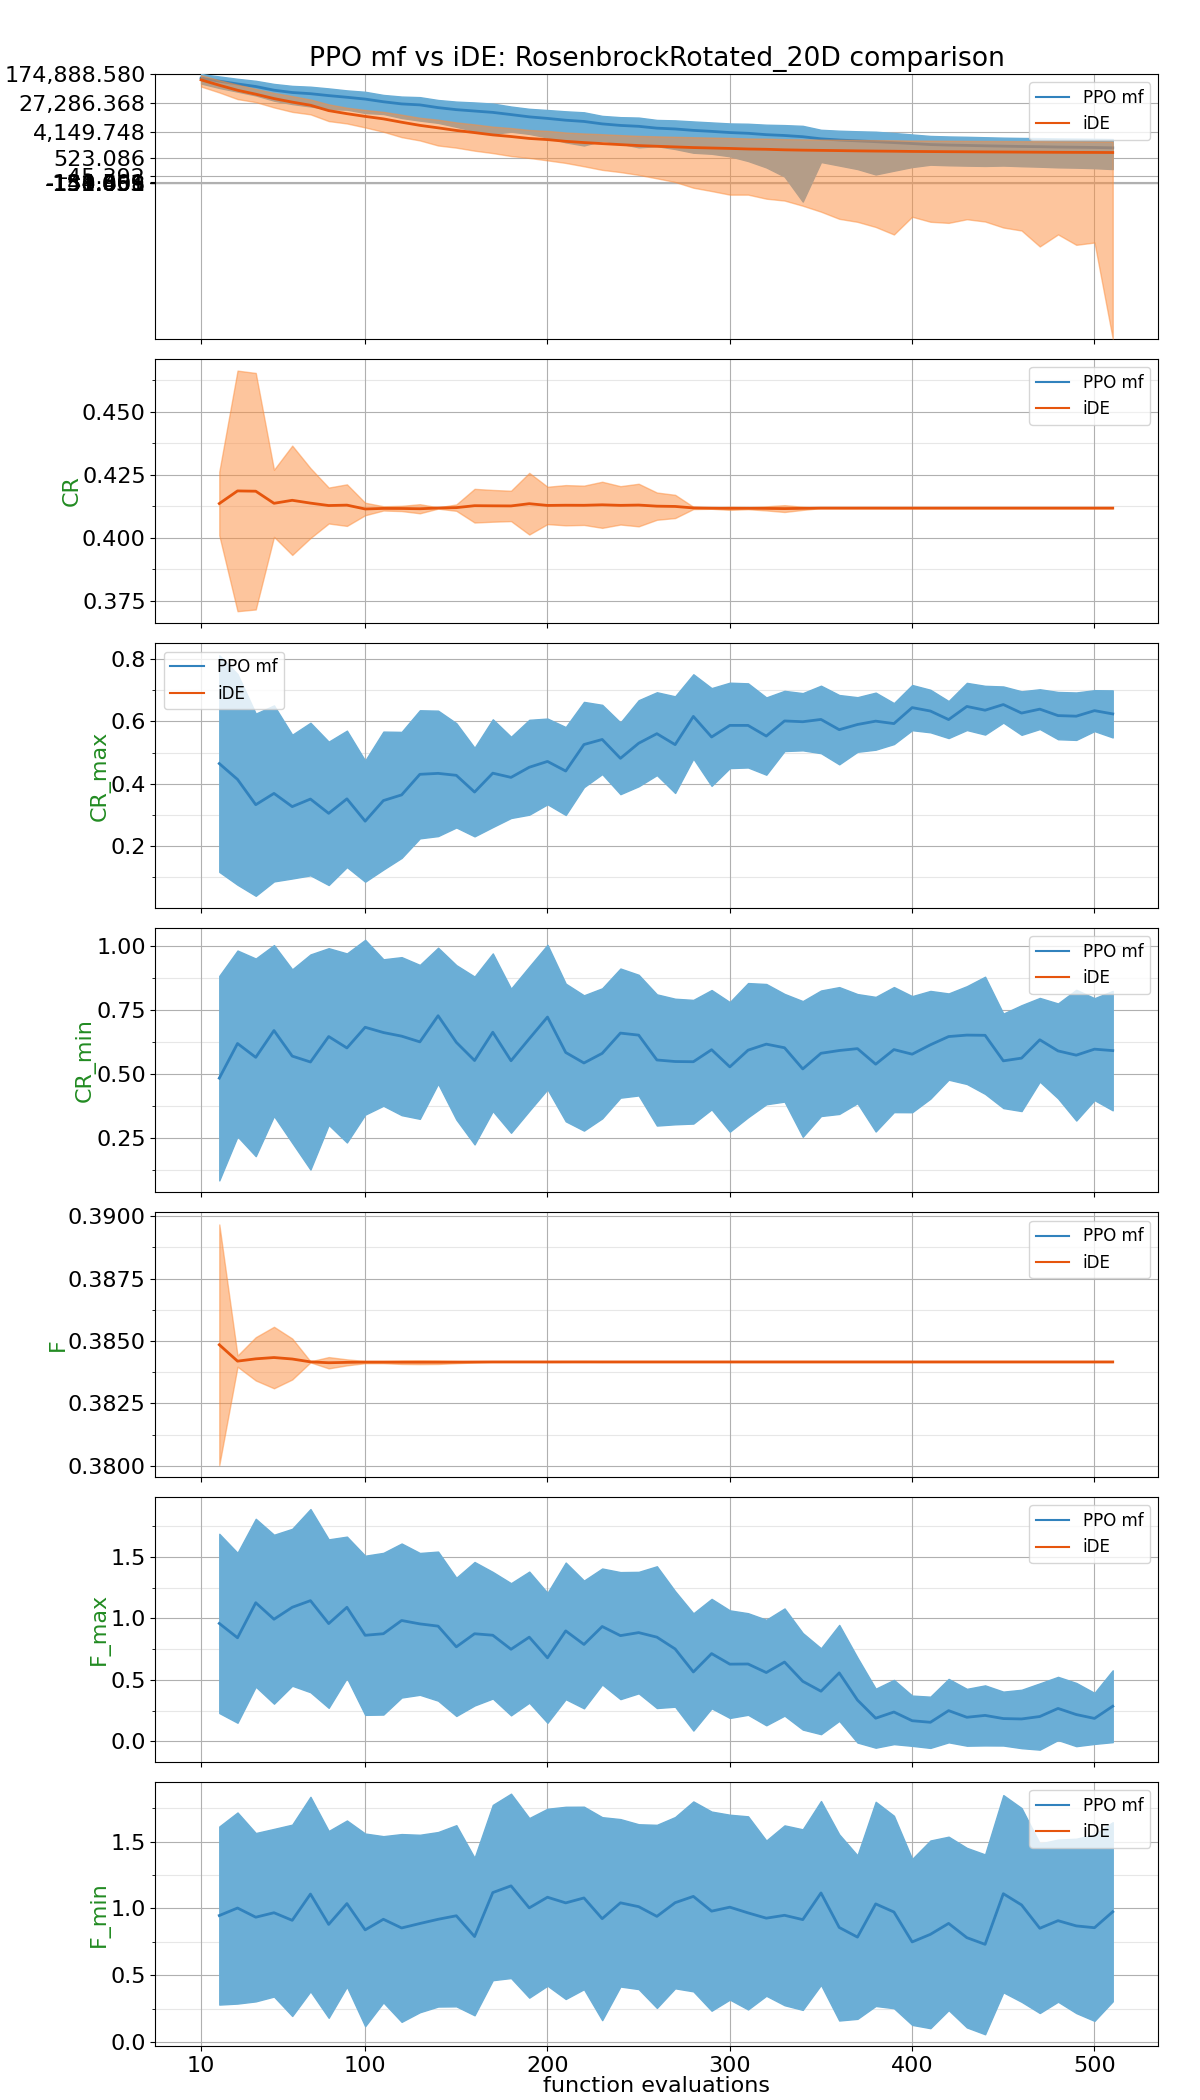 PPO mf vs iDE: RosenbrockRotated_20D comparison
174,888.580
27,286.368
4,149.748
523.086
PPO mf
iDE
CR
0.450
0.425
0.400
0.375
PPO mf
iDE
CR_max
0.8
0.6
0.4
0.2
PPO mf
iDE
CR_min
1.00
0.75
0.50
0.25
PPO mf
iDE
F
0.3900
0.3875
0.3850
0.3825
0.3800
PPO mf
iDE
F_max
1.5
1.0
0.5
0.0
PPO mf
iDE
F_min
1.5
1.0
0.5
0.0
PPO mf
iDE
10 100 200 300 400 500
function evaluations